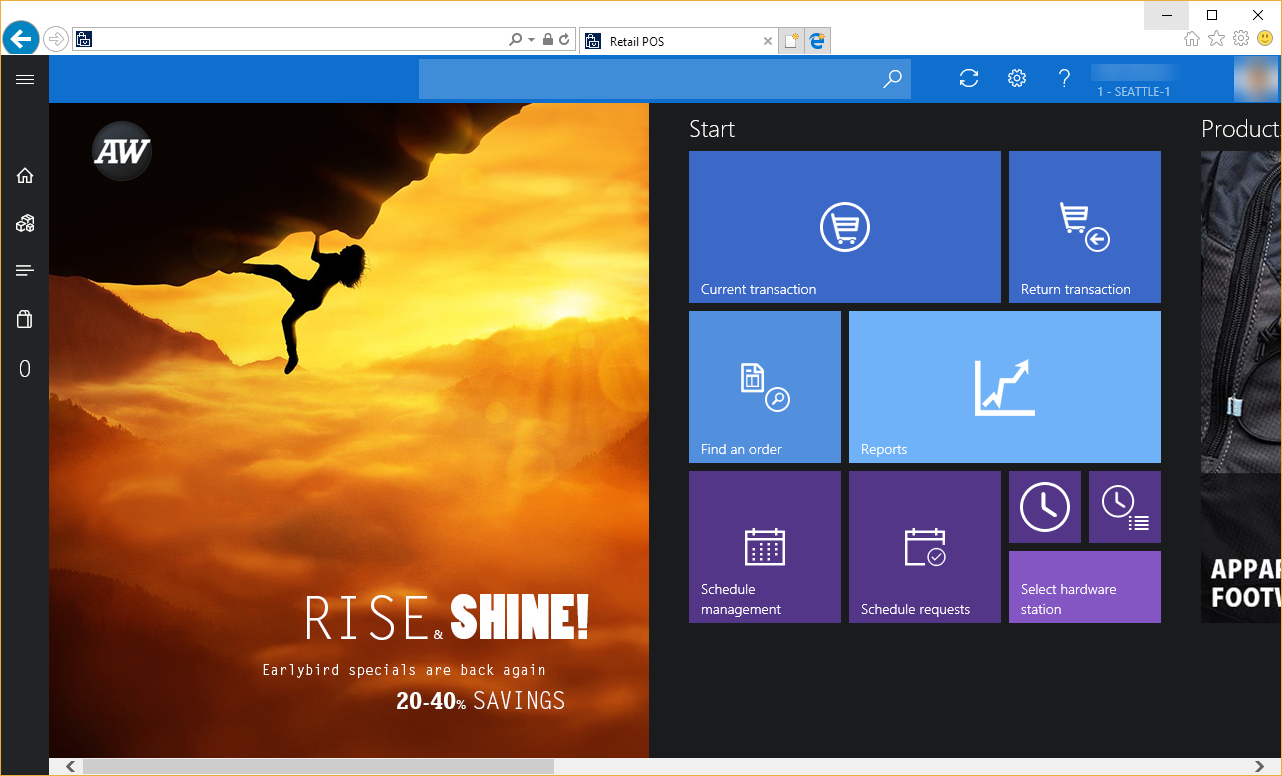 Retail POS
1 - SEATTLE-1
AW
Start
Product
Current transaction
Return transaction
Find an order
Reports
0
Schedule
management
Schedule requests
Select hardware
station
APPAR
FOOTW
RISE & SHINE!
Earlybird specials are back again
20-40% SAVINGS